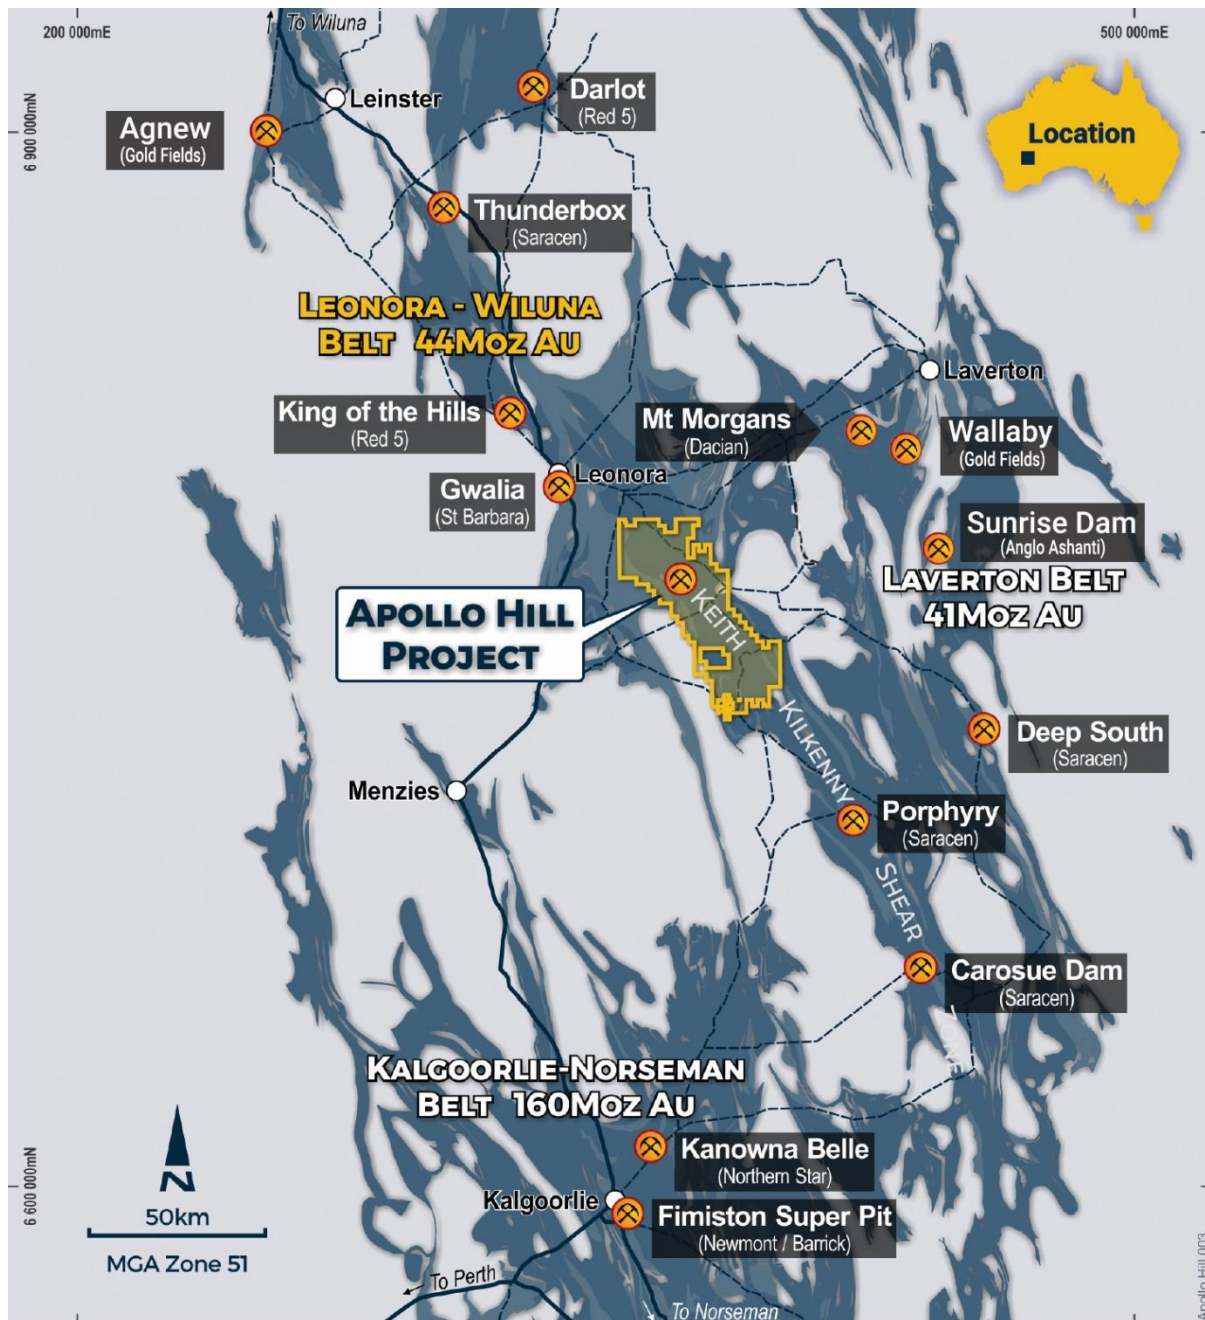 200 000mE
500 000mE
To Wiluna
Leinster
Darlot
(Red 5)
Agnew
(Gold Fields)
6 900 000mN
Location
Thunderbox
(Saracen)
LEONORA - WILUNA
BELT 44MOZ AU
Laverton
King of the Hills
(Red 5)
Mt Morgans
(Dacian)
Wallaby
(Gold Fields)
Leonora
Gwalia
(St Barbara)
Sunrise Dam
(Anglo Ashanti)
LAVERTON BELT
41MOZ AU
APOLLO HILL
PROJECT
KEITH
KILKENNY
SHEAR
ZONE
Deep South
(Saracen)
Menzies
Porphyry
(Saracen)
Carosue Dam
(Saracen)
KALGOORLIE-NORSEMAN
BELT 160MOZ AU
Kanowna Belle
(Northern Star)
Kalgoorlie
Fimiston Super Pit
(Newmont / Barrick)
6 600 000mN
N
50km
MGA Zone 51
To Perth
To Norseman
Apollo Hill 003